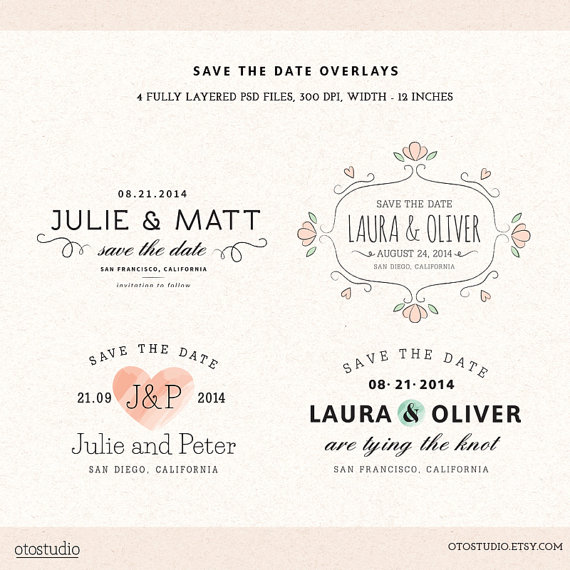 SAVE THE DATE OVERLAYS
4 FULLY LAYERED PSD FILES, 300 DPI, WIDTH - 12 INCHES
08.21.2014
JULIE & MATT
save the date
SAN FRANCISCO, CALIFORNIA
invitation to follow
SAVE THE DATE
LAURA & OLIVER
AUGUST 24, 2014
SAN DIEGO, CALIFORNIA
SAVE THE DATE
21.09 J&P 2014
Julie and Peter
SAN DIEGO, CALIFORNIA
SAVE THE DATE
08· 21· 2014
LAURA & OLIVER
are tying the knot
SAN FRANCISCO, CALIFORNIA
otostudio
OTOSTUDIO.ETSY.COM